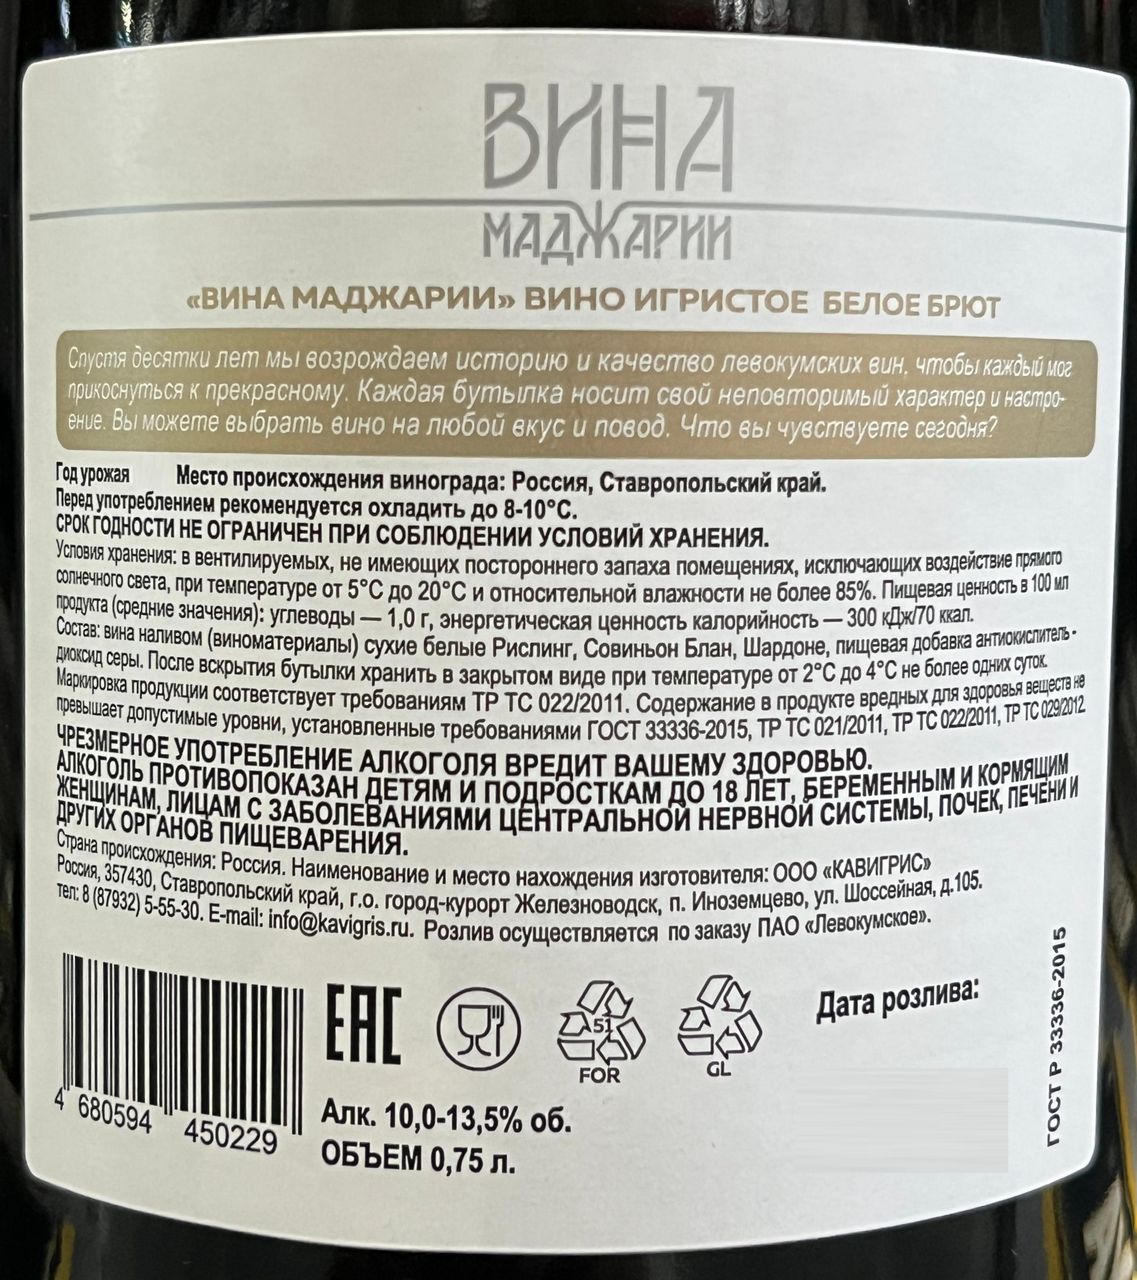 ВИНА
МАДЖАРИИ
«ВИНА МАДЖАРИИ» ВИНО ИГРИСТОЕ БЕЛОЕ БРЮТ
Спустя десятки лет мы возрождаем историю и качество левокумских вин, чтобы каждый мог
прикоснуться к прекрасному. Каждая бутылка носит свой неповторимый характер и настро-
ение. Вы можете выбрать вино на любой вкус и повод. Что вы чувствуете сегодня?
Год урожая Место происхождения винограда: Россия, Ставропольский край.
Перед употреблением рекомендуется охладить до 8-10°С.
СРОК ГОДНОСТИ НЕ ОГРАНИЧЕН ПРИ СОБЛЮДЕНИИ УСЛОВИЙ ХРАНЕНИЯ.
Условия хранения: в вентилируемых, не имеющих постороннего запаха помещениях, исключающих воздействие прямого
солнечного света, при температуре от 5°С до 20°С и относительной влажности не более 85%. Пищевая ценность в 100 мл
продукта (средние значения): углеводы — 1,0 г, энергетическая ценность калорийность — 300 кДж/70 ккал.
Состав: вина наливом (виноматериалы) сухие белые Рислинг, Совиньон Блан, Шардоне, пищевая добавка антиокислитель -
диоксид серы. После вскрытия бутылки хранить в закрытом виде при температуре от 2°С до 4°С не более одних суток.
Маркировка продукции соответствует требованиям ТР ТС 022/2011. Содержание в продукте вредных для здоровья веществ не
превышает допустимые уровни, установленные требованиями ГОСТ 33336-2015, ТР ТС 021/2011, ТР ТС 022/2011, ТР ТС 029/2012.
ЧРЕЗМЕРНОЕ УПОТРЕБЛЕНИЕ АЛКОГОЛЯ ВРЕДИТ ВАШЕМУ ЗДОРОВЬЮ.
АЛКОГОЛЬ ПРОТИВОПОКАЗАН ДЕТЯМ И ПОДРОСТКАМ ДО 18 ЛЕТ, БЕРЕМЕННЫМ И КОРМЯЩИМ
ЖЕНЩИНАМ, ЛИЦАМ С ЗАБОЛЕВАНИЯМИ ЦЕНТРАЛЬНОЙ НЕРВНОЙ СИСТЕМЫ, ПОЧЕК, ПЕЧЕНИ И
ДРУГИХ ОРГАНОВ ПИЩЕВАРЕНИЯ.
Страна происхождения: Россия. Наименование и место нахождения изготовителя: ООО «КАВИГРИС»
Россия, 357430, Ставропольский край, г.о. город-курорт Железноводск, п. Иноземцево, ул. Шоссейная, д.105.
тел: 8 (87932) 5-55-30. E-mail: info@kavigris.ru. Розлив осуществляется по заказу ПАО «Левокумское».
4 680594 450229
ЕАС
51
FOR
GL
Дата розлива:
ГОСТ Р 33336-2015
Алк. 10,0-13,5% об.
ОБЪЕМ 0,75 л.